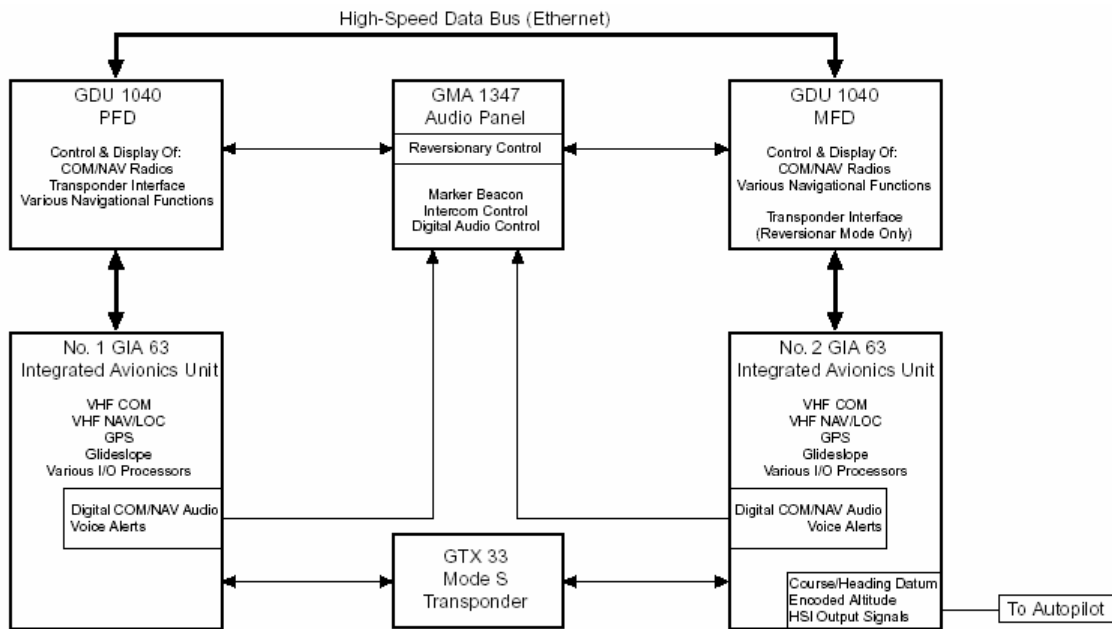 High-Speed Data Bus (Ethernet)
GDU 1040
PFD
Control & Display Of:
COM/NAV Radios
Transponder Interface
Various Navigational Functions
GMA 1347
Audio Panel
Reversionary Control
Marker Beacon
Intercom Control
Digital Audio Control
GDU 1040
MFD
Control & Display Of:
COM/NAV Radios
Various Navigational Functions
Transponder Interface
(Reversionar Mode Only)
No. 1 GIA 63
Integrated Avionics Unit
VHF COM
VHF NAV/LOC
GPS
Glideslope
Various I/O Processors
Digital COM/NAV Audio
Voice Alerts
GTX 33
Mode S
Transponder
No. 2 GIA 63
Integrated Avionics Unit
VHF COM
VHF NAV/LOC
GPS
Glideslope
Various I/O Processors
Digital COM/NAV Audio
Voice Alerts
Course/Heading Datum
Encoded Altitude
HSI Output Signals
To Autopilot